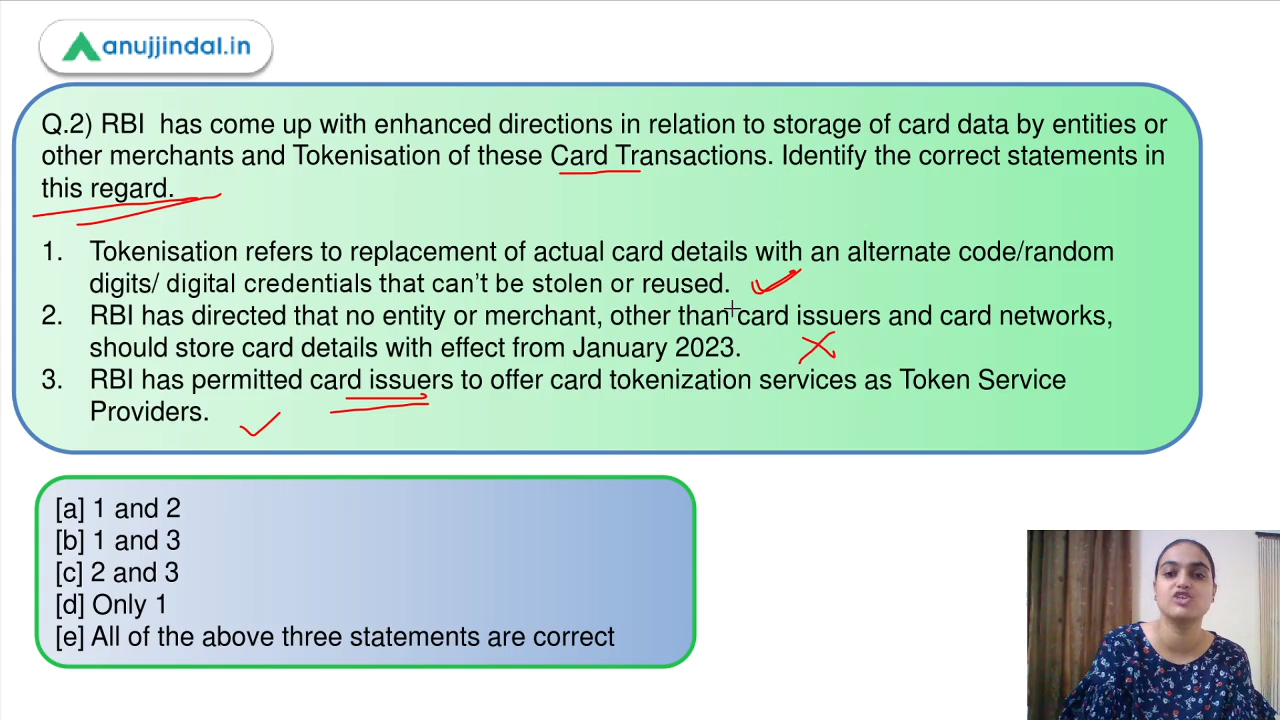 anujjindal.in
Q.2) RBI has come up with enhanced directions in relation to storage of card data by entities or
other merchants and Tokenisation of these Card Transactions. Identify the correct statements in
this regard.
1. Tokenisation refers to replacement of actual card details with an alternate code/random
digits/ digital credentials that can't be stolen or reused.
2. RBI has directed that no entity or merchant, other than card issuers and card networks,
should store card details with effect from January 2023.
3. RBI has permitted card issuers to offer card tokenization services as Token Service
Providers.
[a] 1 and 2
[b] 1 and 3
[c] 2 and 3
[d] Only 1
[e] All of the above three statements are correct